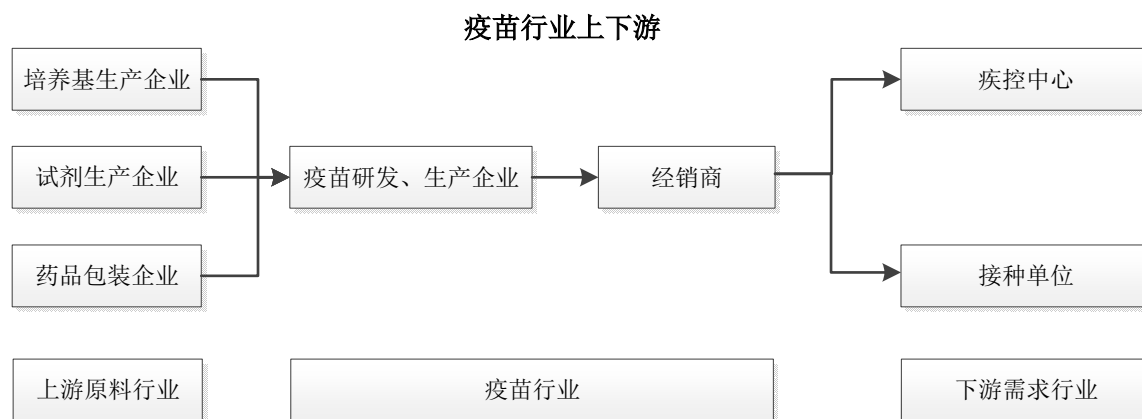 疫苗行业上下游
培养基生产企业
疾控中心
试剂生产企业
疫苗研发、生产企业
经销商
药品包装企业
接种单位
上游原料行业
疫苗行业
下游需求行业